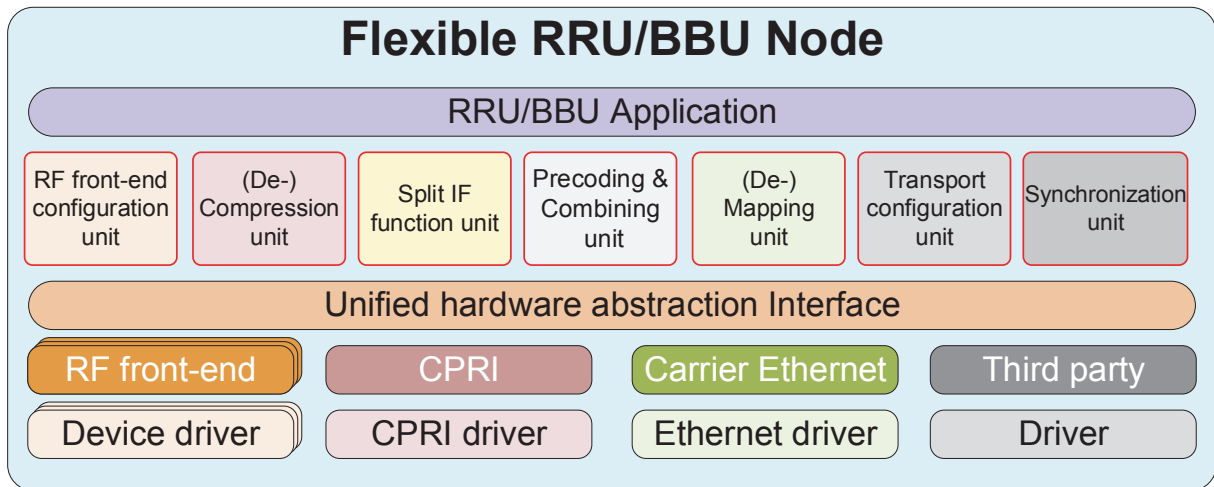 Flexible RRU/BBU Node
RRU/BBU Application
RF front-end
configuration
unit
(De-)
Compression
unit
Split IF
function unit
Precoding &
Combining
unit
(De-)
Mapping
unit
Transport
configuration
unit
Synchronization
unit
Unified hardware abstraction Interface
RF front-end
CPRI
Carrier Ethernet
Third party
Device driver
CPRI driver
Ethernet driver
Driver